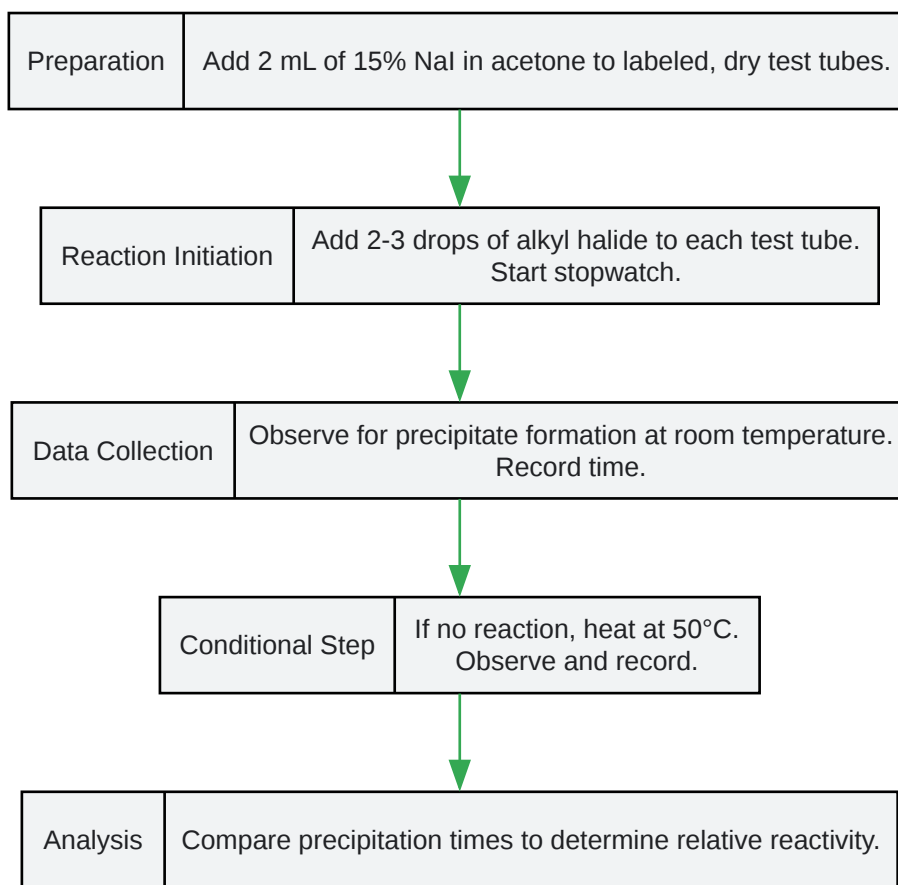 Preparation
Add 2 mL of 15% NaI in acetone to labeled, dry test tubes.
Reaction Initiation
Add 2-3 drops of alkyl halide to each test tube.
Start stopwatch.
Data Collection
Observe for precipitate formation at room temperature.
Record time.
Conditional Step
If no reaction, heat at 50°C.
Observe and record.
Analysis
Compare precipitation times to determine relative reactivity.